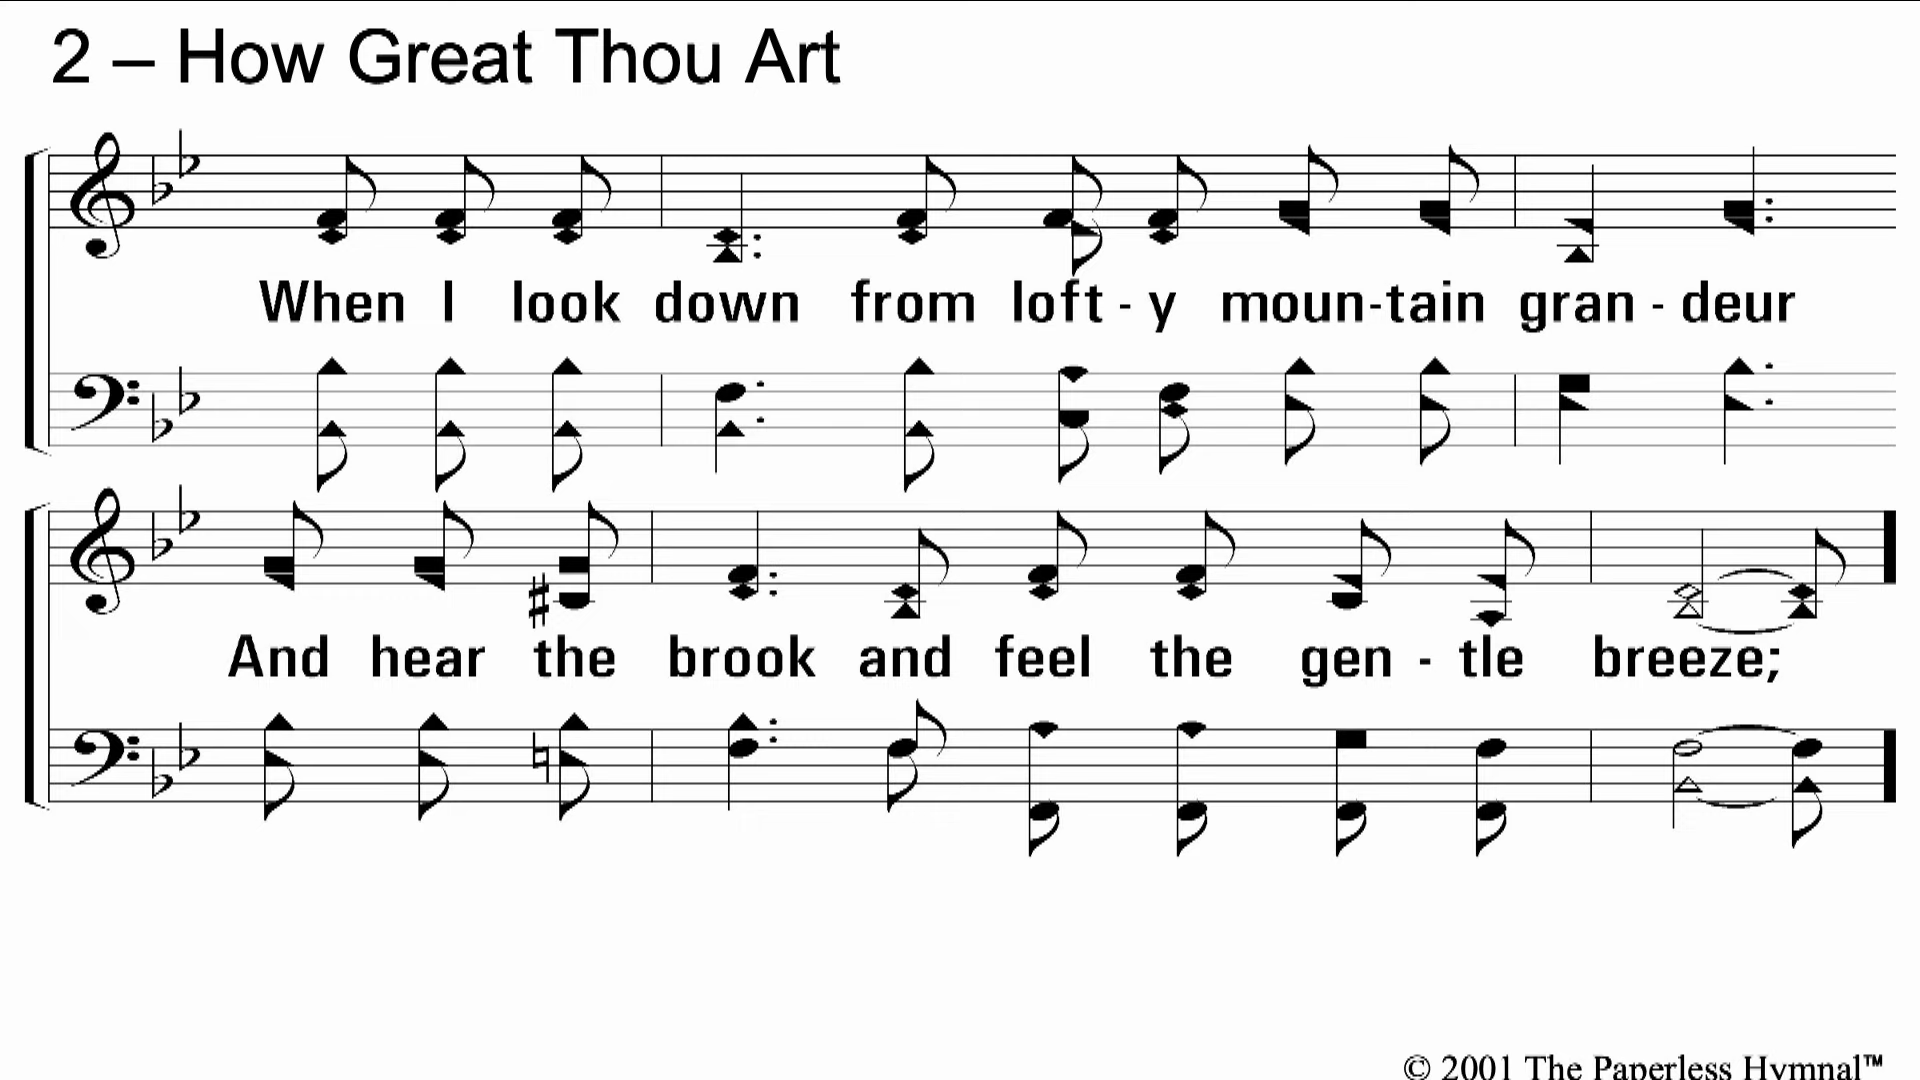 2 – How Great Thou Art
When I look down from loft - y moun-tain gran - deur
And hear the brook and feel the gen - tle breeze;
© 2001 The Paperless Hymnal™